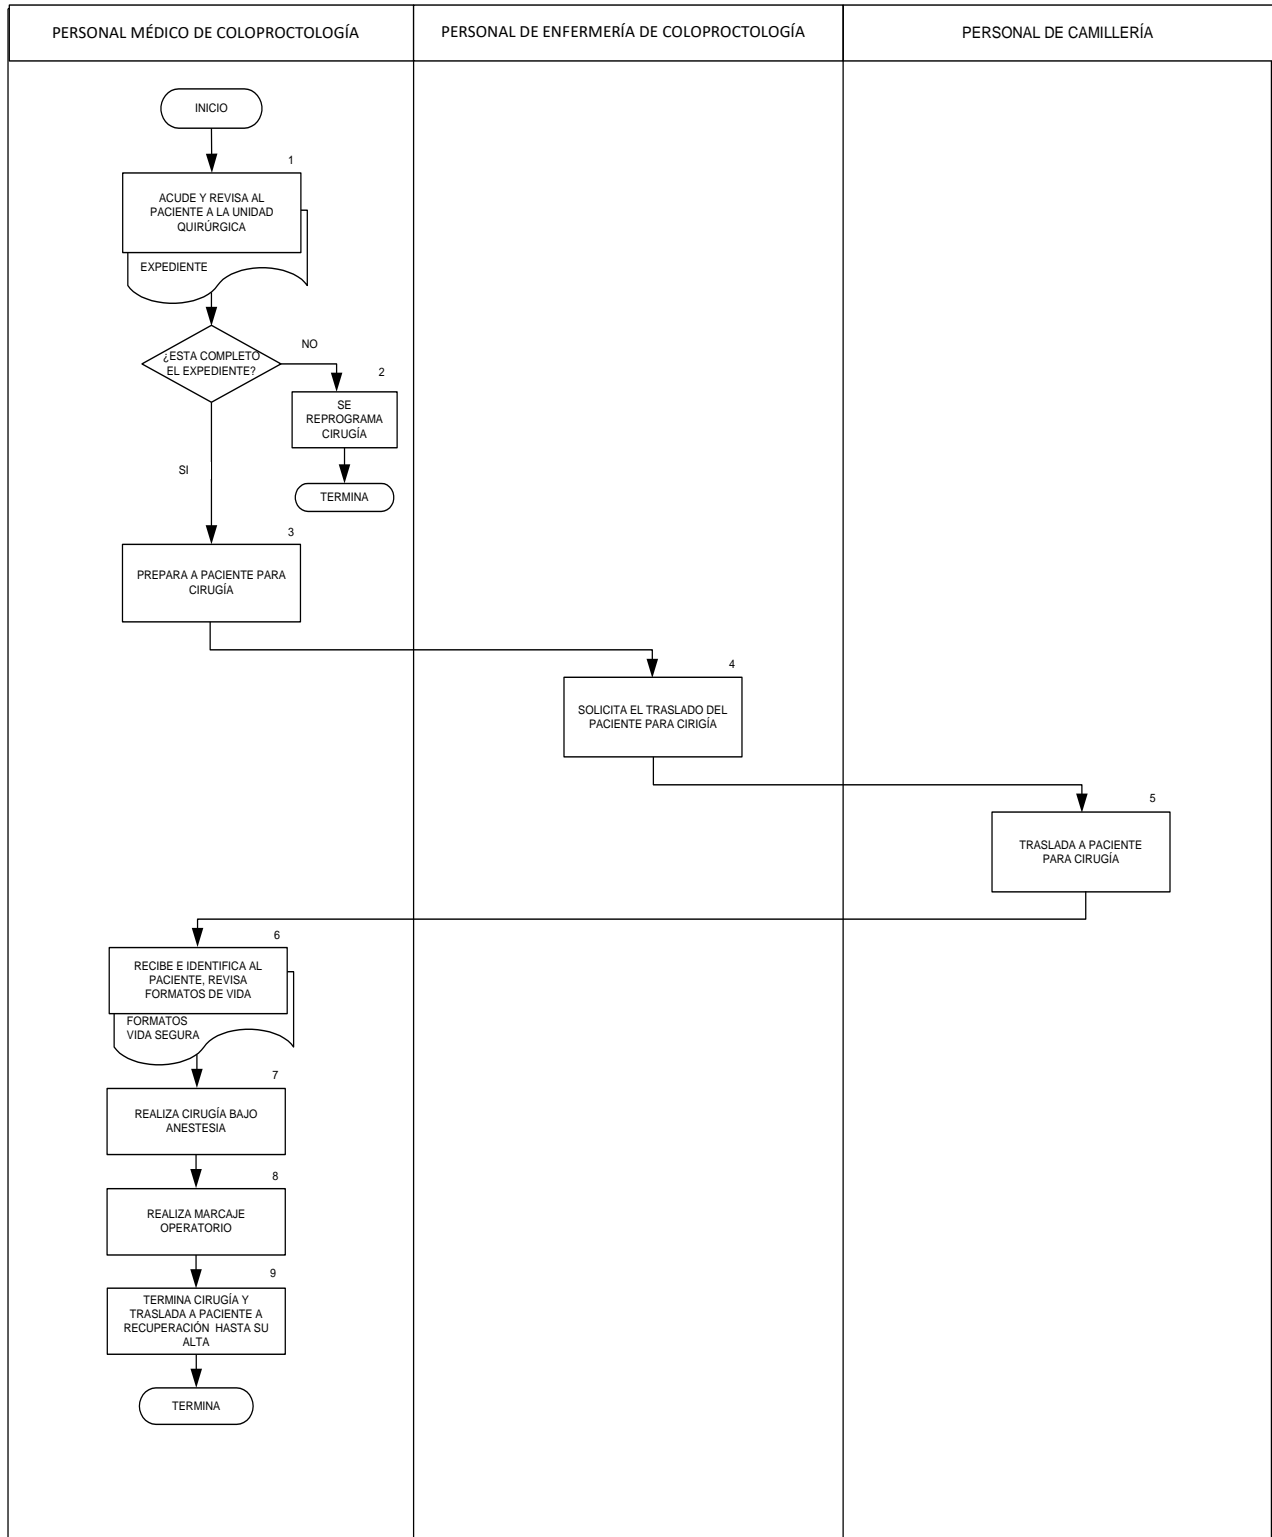 PERSONAL MÉDICO DE COLOPROCTOLOGÍA
PERSONAL DE ENFERMERÍA DE COLOPROCTOLOGÍA
PERSONAL DE CAMILLERÍA
INICIO
1
ACUDE Y REVISA AL
PACIENTE A LA UNIDAD
QUIRÚRGICA
EXPEDIENTE
¿ESTA COMPLETO
EL EXPEDIENTE?
NO
2
SE
REPROGRAMA
CIRUGÍA
TERMINA
SI
3
PREPARA A PACIENTE PARA
CIRUGÍA
4
SOLICITA EL TRASLADO DEL
PACIENTE PARA CIRIGÍA
5
TRASLADA A PACIENTE
PARA CIRUGÍA
6
RECIBE E IDENTIFICA AL
PACIENTE, REVISA
FORMATOS DE VIDA
FORMATOS
VIDA SEGURA
7
REALIZA CIRUGÍA BAJO
ANESTESIA
8
REALIZA MARCAJE
OPERATORIO
9
TERMINA CIRUGÍA Y
TRASLADA A PACIENTE A
RECUPERACIÓN HASTA SU
ALTA
TERMINA